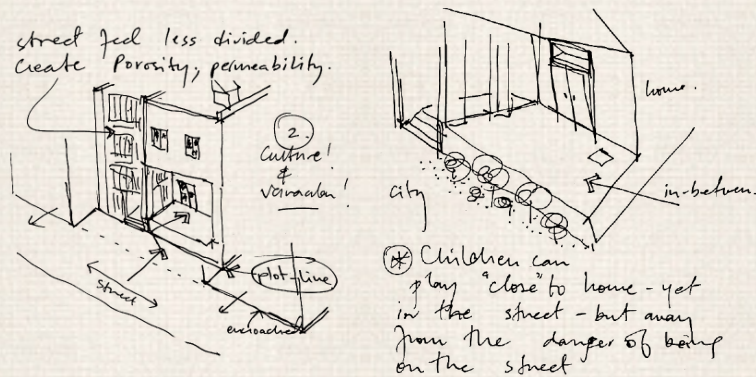 street feel less divided.
Create Porosity, permeability.
2.
Culture!
&
vernacular!
street
plot-line
encroached
home.
city
in-between.
* Children can
play "close" to home - yet
in the street - but away
from the danger of being
on the street